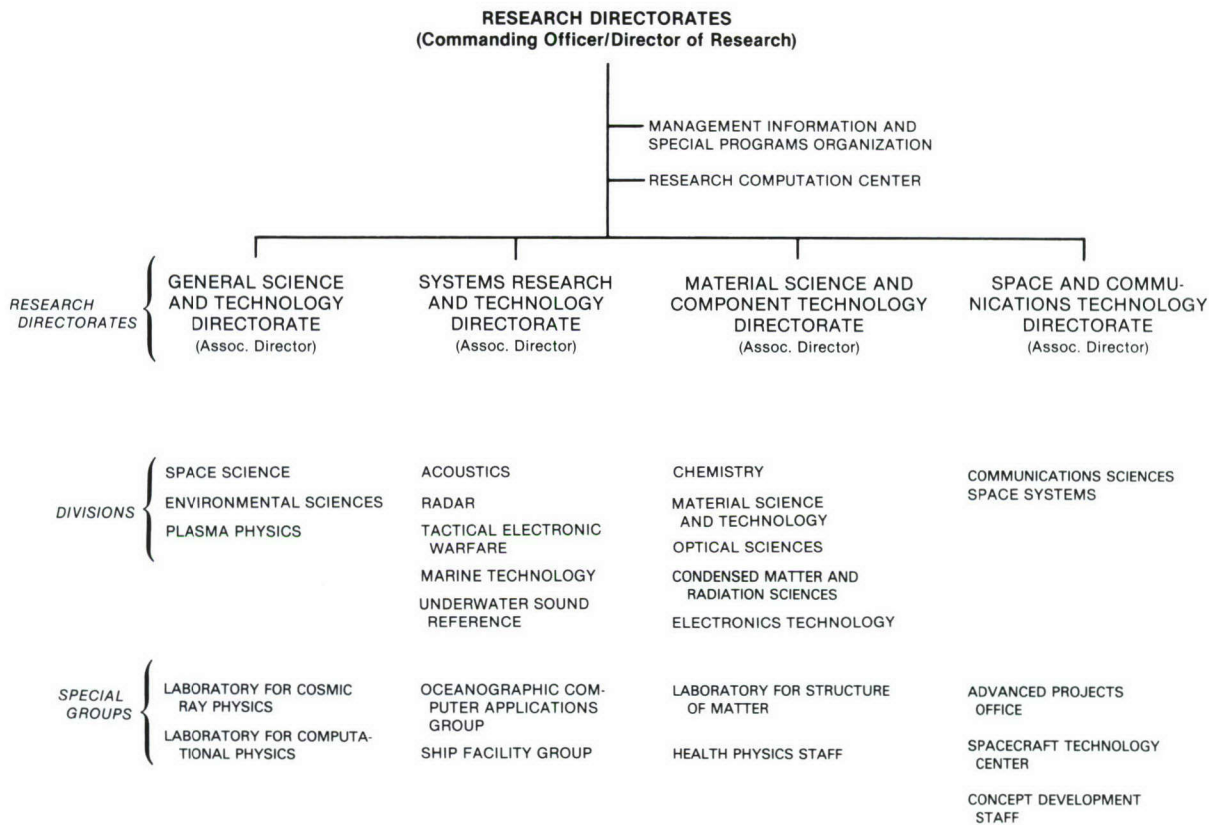 RESEARCH DIRECTORATES
(Commanding Officer/Director of Research)
MANAGEMENT INFORMATION AND
SPECIAL PROGRAMS ORGANIZATION
RESEARCH COMPUTATION CENTER
RESEARCH
DIRECTORATES
GENERAL SCIENCE
AND TECHNOLOGY
DIRECTORATE
(Assoc. Director)
SYSTEMS RESEARCH
AND TECHNOLOGY
DIRECTORATE
(Assoc. Director)
MATERIAL SCIENCE AND
COMPONENT TECHNOLOGY
DIRECTORATE
(Assoc. Director)
SPACE AND COMMU-
NICATIONS TECHNOLOGY
DIRECTORATE
(Assoc. Director)
DIVISIONS
SPACE SCIENCE
ENVIRONMENTAL SCIENCES
PLASMA PHYSICS
ACOUSTICS
RADAR
TACTICAL ELECTRONIC
WARFARE
MARINE TECHNOLOGY
UNDERWATER SOUND
REFERENCE
CHEMISTRY
MATERIAL SCIENCE
AND TECHNOLOGY
OPTICAL SCIENCES
CONDENSED MATTER AND
RADIATION SCIENCES
ELECTRONICS TECHNOLOGY
COMMUNICATIONS SCIENCES
SPACE SYSTEMS
SPECIAL
GROUPS
LABORATORY FOR COSMIC
RAY PHYSICS
LABORATORY FOR COMPUTA-
TIONAL PHYSICS
OCEANOGRAPHIC COM-
PUTER APPLICATIONS
GROUP
SHIP FACILITY GROUP
LABORATORY FOR STRUCTURE
OF MATTER
HEALTH PHYSICS STAFF
ADVANCED PROJECTS
OFFICE
SPACECRAFT TECHNOLOGY
CENTER
CONCEPT DEVELOPMENT
STAFF